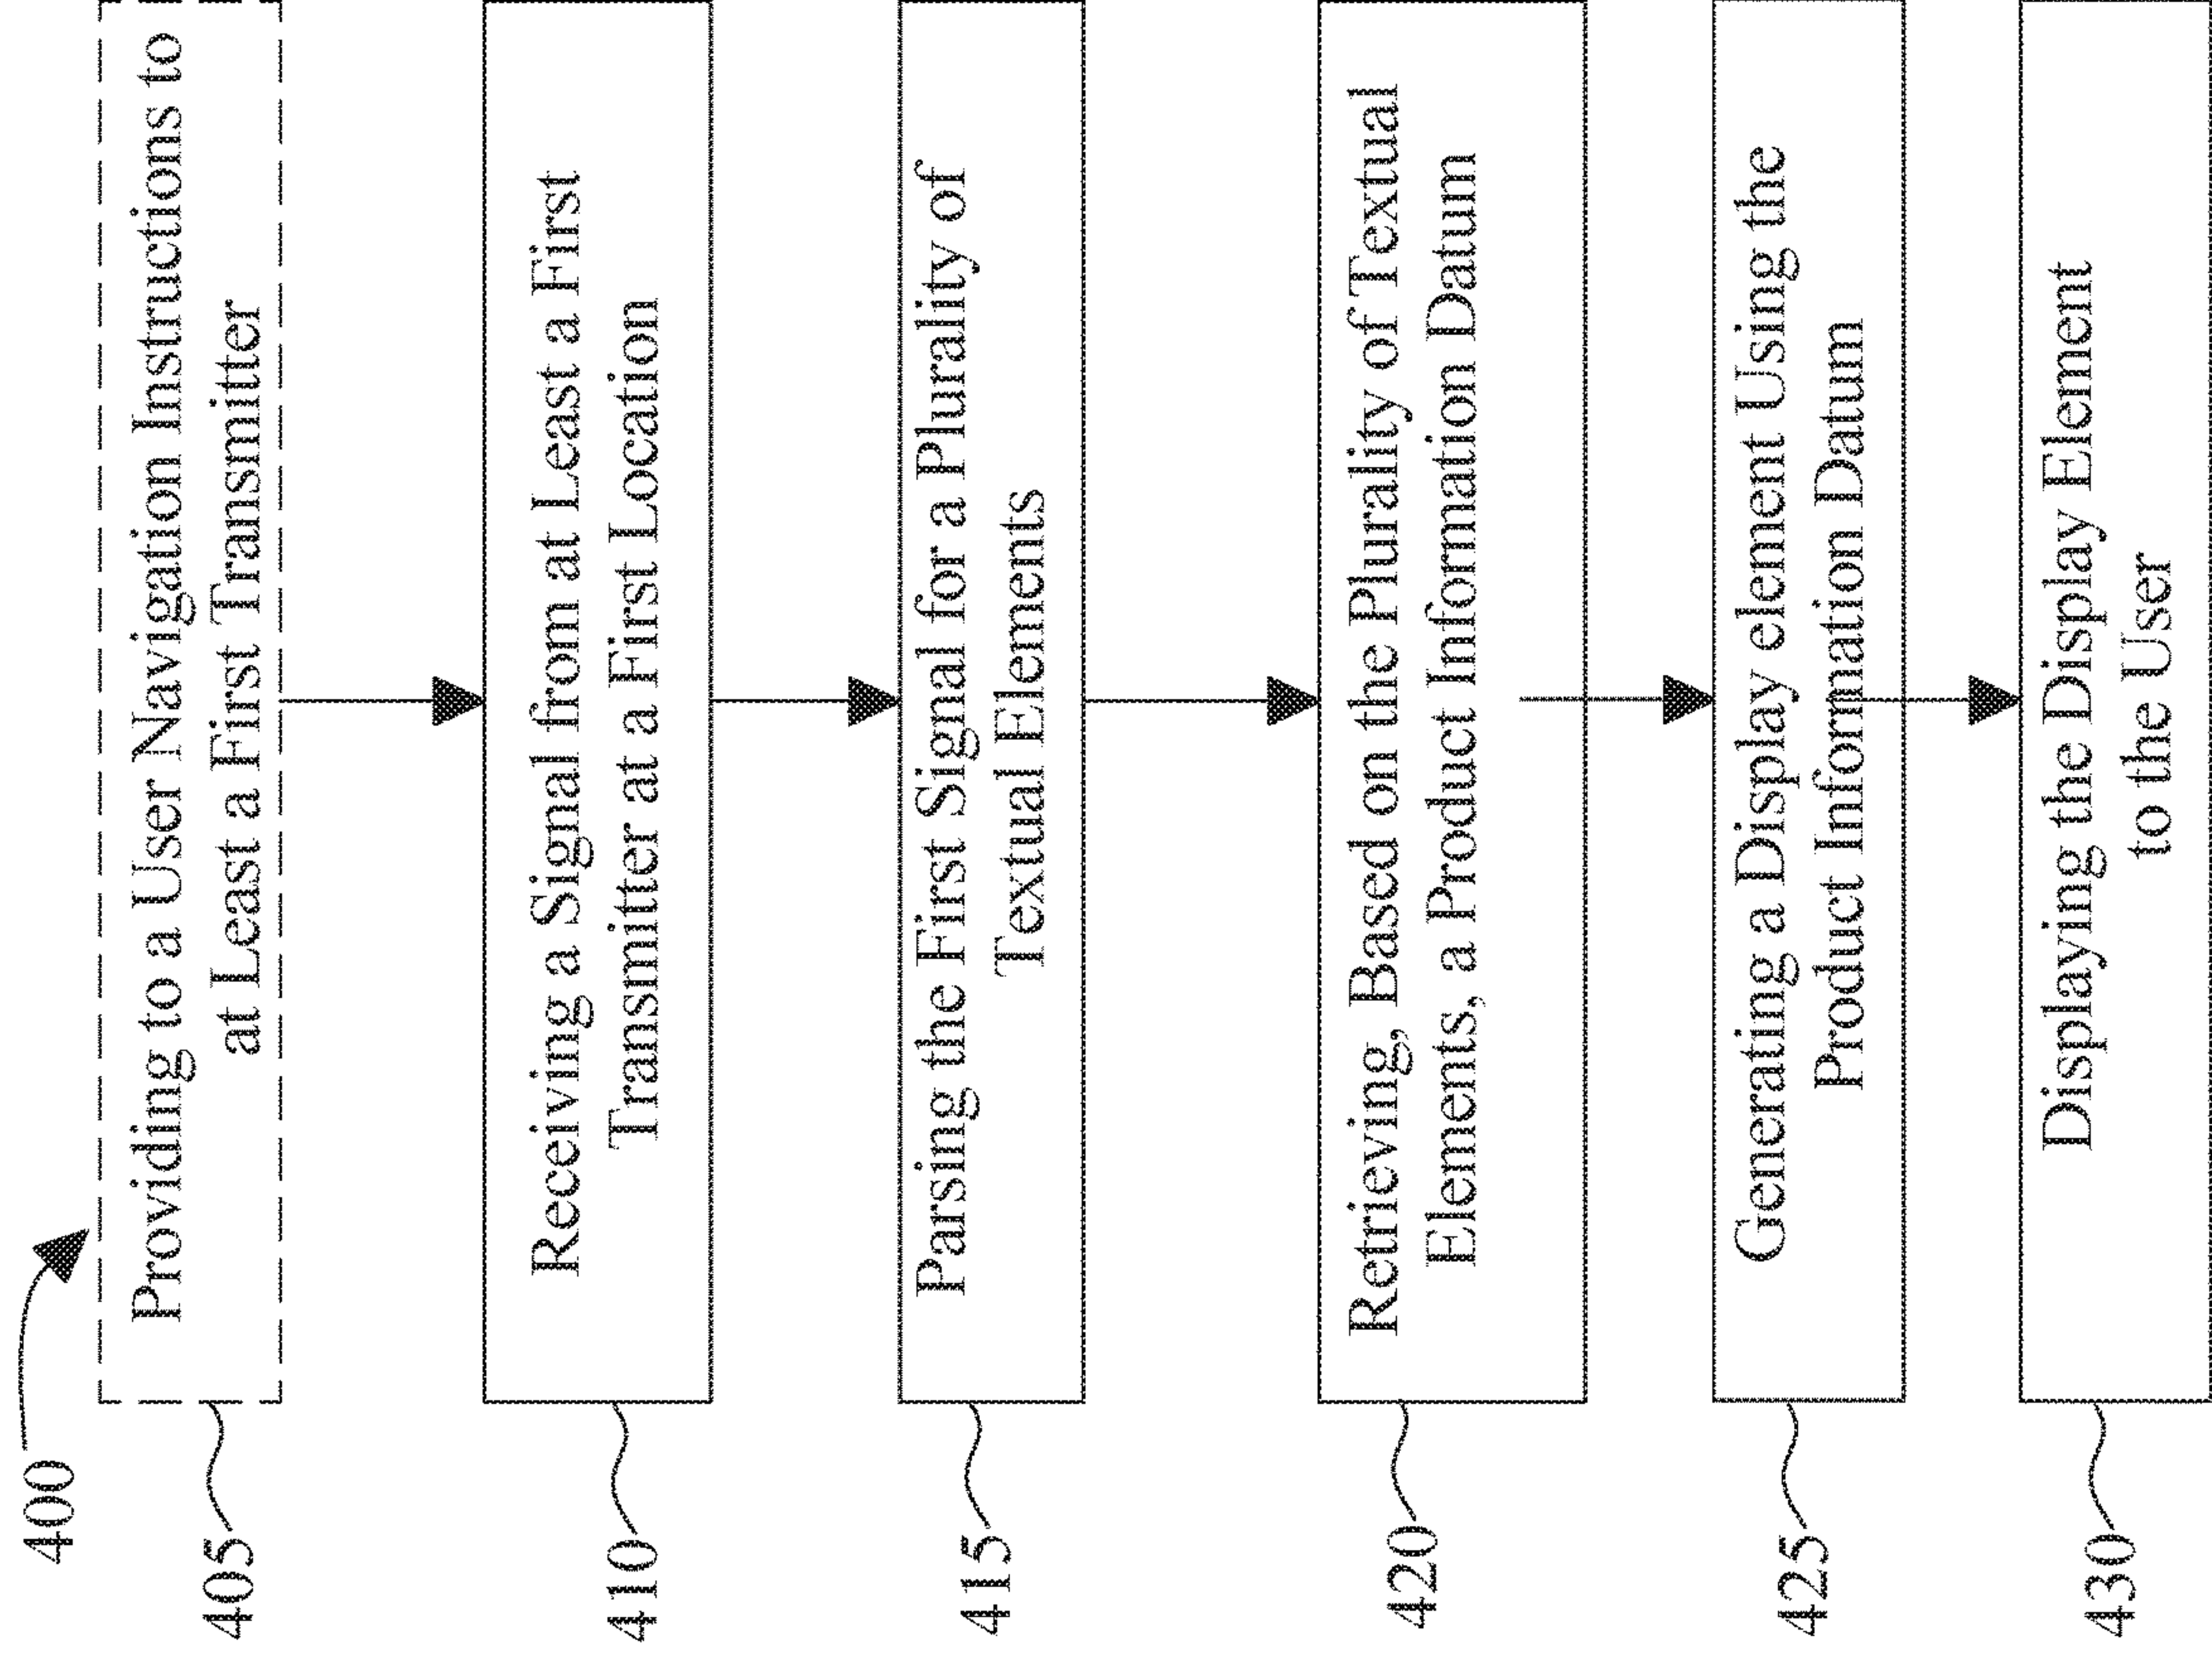 400
405
Providing to a User Navigation Instructions to
at Least a First Transmitter
410
Receiving a Signal from at Least a First
Transmitter at a First Location
415
Parsing the First Signal for a Plurality of
Textual Elements
420
Retrieving, Based on the Plurality of Textual
Elements, a Product Information Datum
425
Generating a Display element Using the
Product Information Datum
430
Displaying the Display Element
to the User